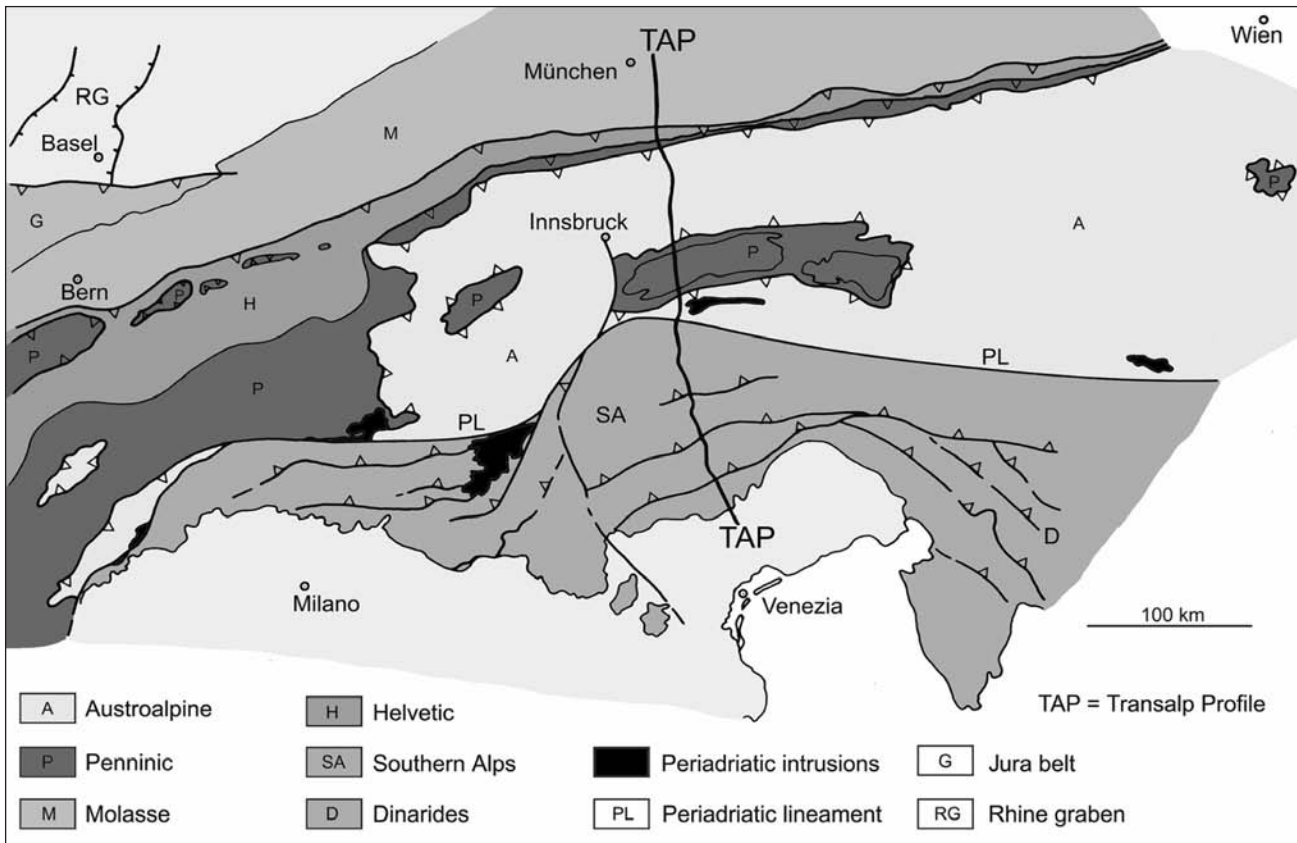 TAP
Wien
München
RG
Basel
M
G
Innsbruck
P
P
A
Bern
P
H
P
P
A
P
PL
PL
SA
TAP
D
Milano
Venezia
100 km
TAP = Transalp Profile
A Austroalpine
H Helvetic
P Penninic
SA Southern Alps
Periadriatic intrusions
G Jura belt
M Molasse
D Dinarides
PL Periadriatic lineament
RG Rhine graben